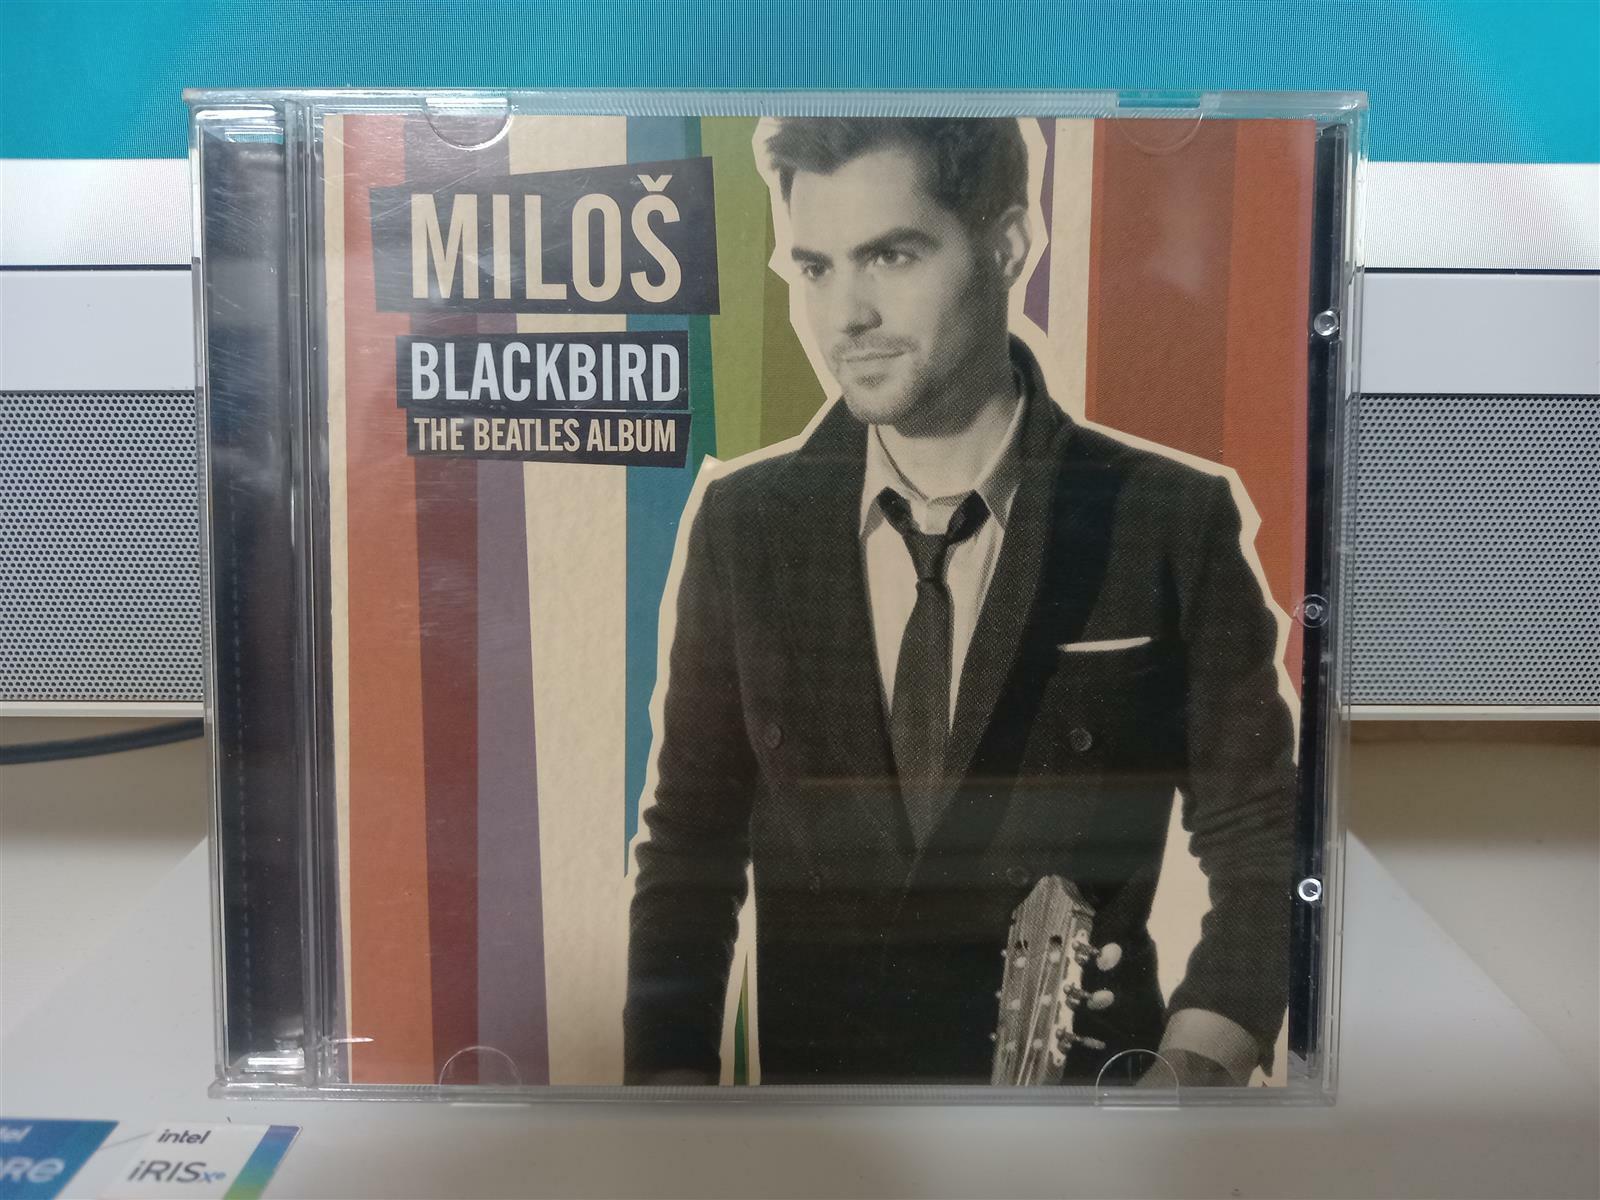 MILOŠ
BLACKBIRD
THE BEATLES ALBUM
intel
iRISxe